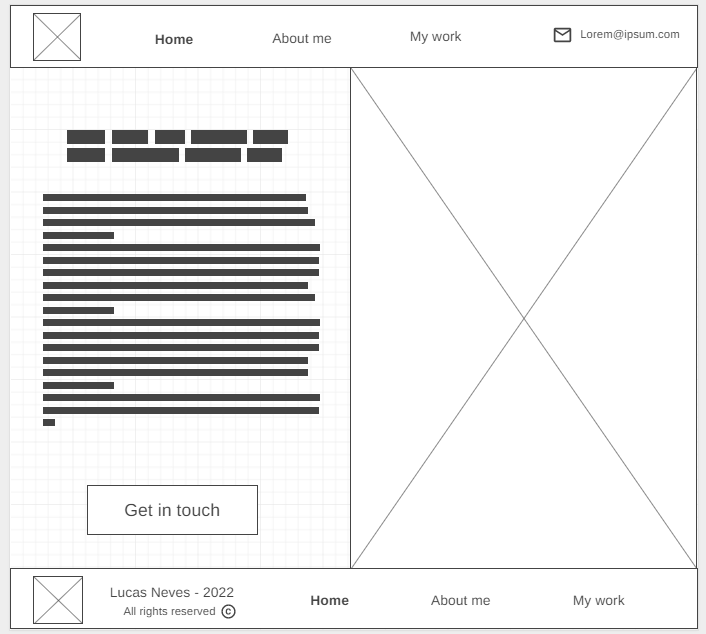 Home About me My work Lorem@ipsum.com
Get in touch
Lucas Neves - 2022
All rights reserved ©
Home About me My work